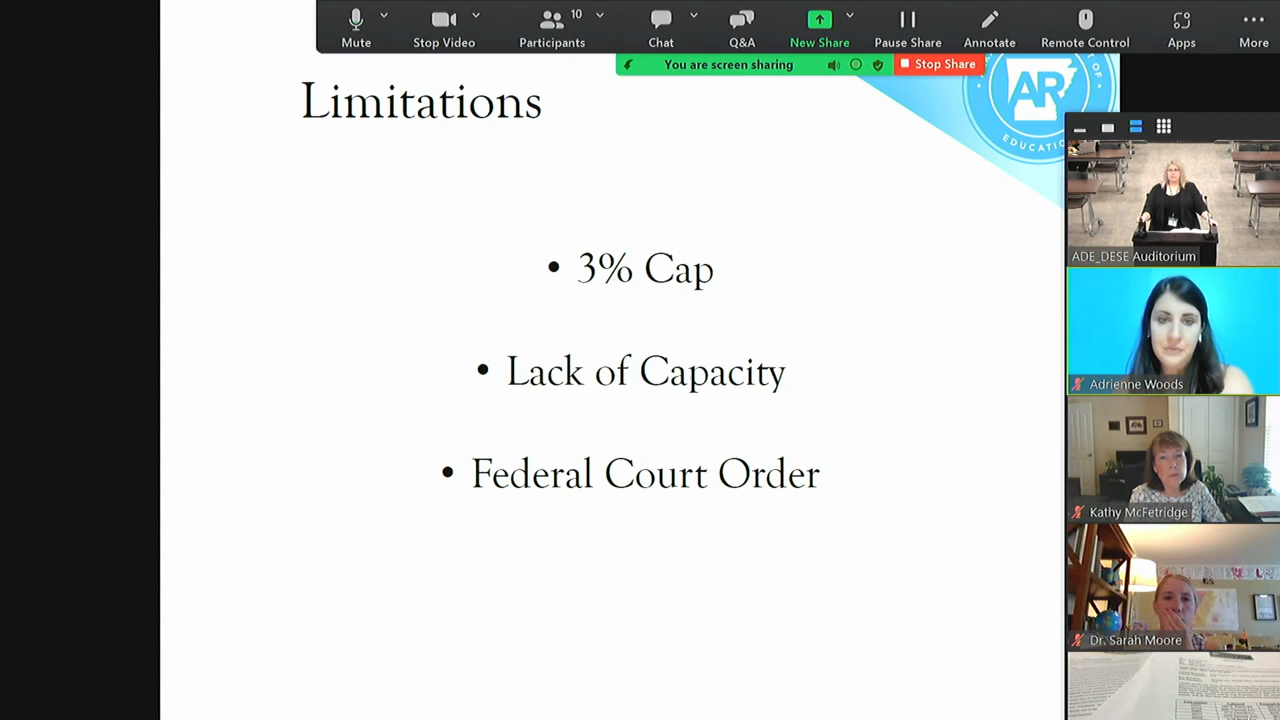 Mute
Stop Video
Participants
10
Chat
Q&A
New Share
Pause Share
Annotate
Remote Control
Apps
More
You are screen sharing
Stop Share
Limitations
AR
EDUCATIO
• 3% Cap
• Lack of Capacity
• Federal Court Order
ADE_DESE Auditorium
Adrienne Woods
Kathy McFetridge
Dr. Sarah Moore